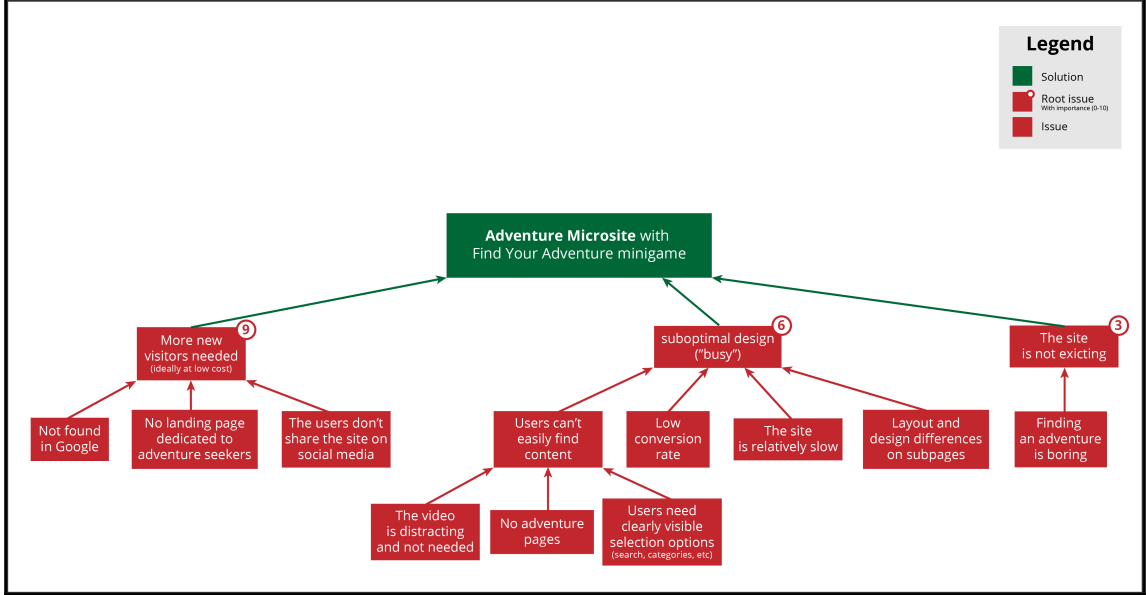 Legend
Solution
Root issue
With importance (0-10)
Issue
Adventure Microsite with
Find Your Adventure minigame
9
More new
visitors needed
(ideally at low cost)
6
suboptimal design
(”busy”)
3
The site
is not exicting
Not found
in Google
No landing page
dedicated to
adventure seekers
The users don’t
share the site on
social media
Users can’t
easily find
content
Low
conversion
rate
The site
is relatively slow
Layout and
design differences
on subpages
Finding
an adventure
is boring
The video
is distracting
and not needed
No adventure
pages
Users need
clearly visible
selection options
(search, categories, etc)